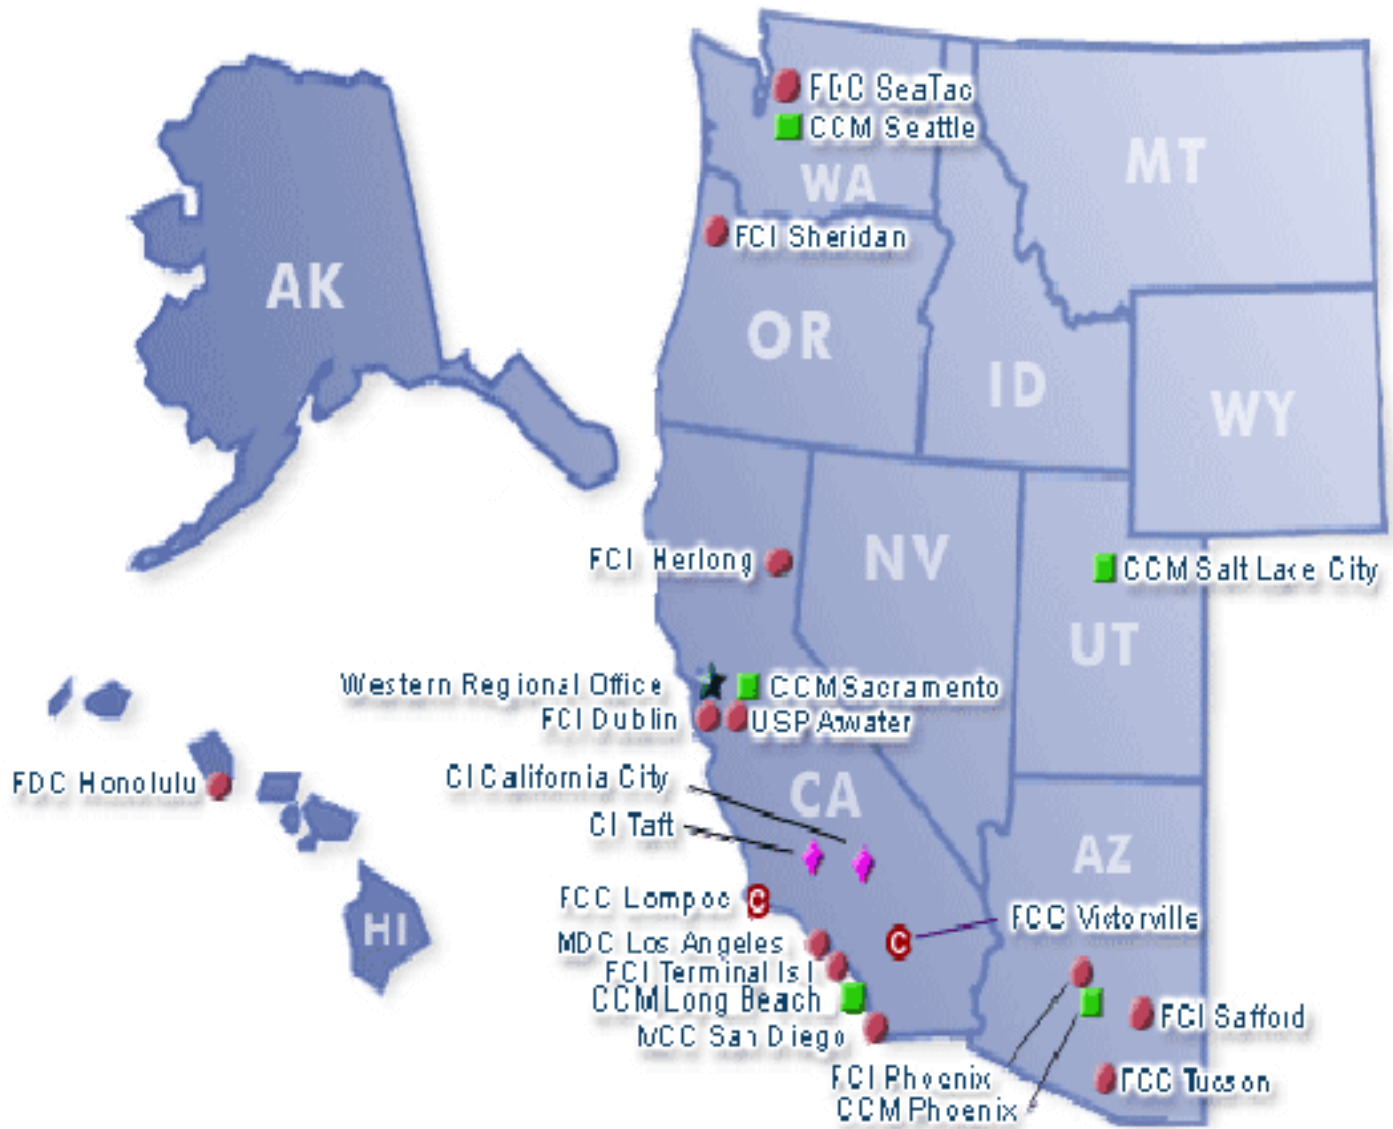 FDC SeaTac
CCM Seattle
WA
MT
FCI Sheridan
AK
OR
ID
WY
FCI Herlong
NV
CCM Salt Lake City
UT
Western Regional Office
CCM Sacramento
FCI Dublin
USP Atwater
FDC Honolulu
CI California City
CA
CI Taft
AZ
FCC Lompoc
C
HI
FCC Victorville
C
MDC Los Angeles
FCI Terminal Isl
CCM Long Beach
FCI Safford
MCC San Diego
FCI Phoenix
FCC Tucson
CCM Phoenix